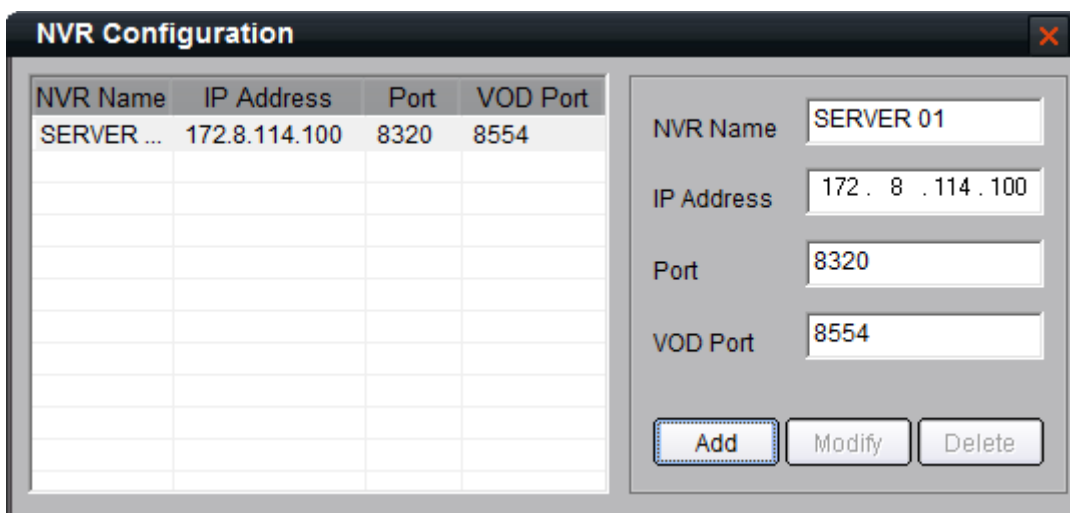 NVR Configuration
NVR Name IP Address Port VOD Port
SERVER ... 172.8.114.100 8320 8554
NVR Name SERVER 01
IP Address 172 . 8 . 114 . 100
Port 8320
VOD Port 8554
Add Modify Delete